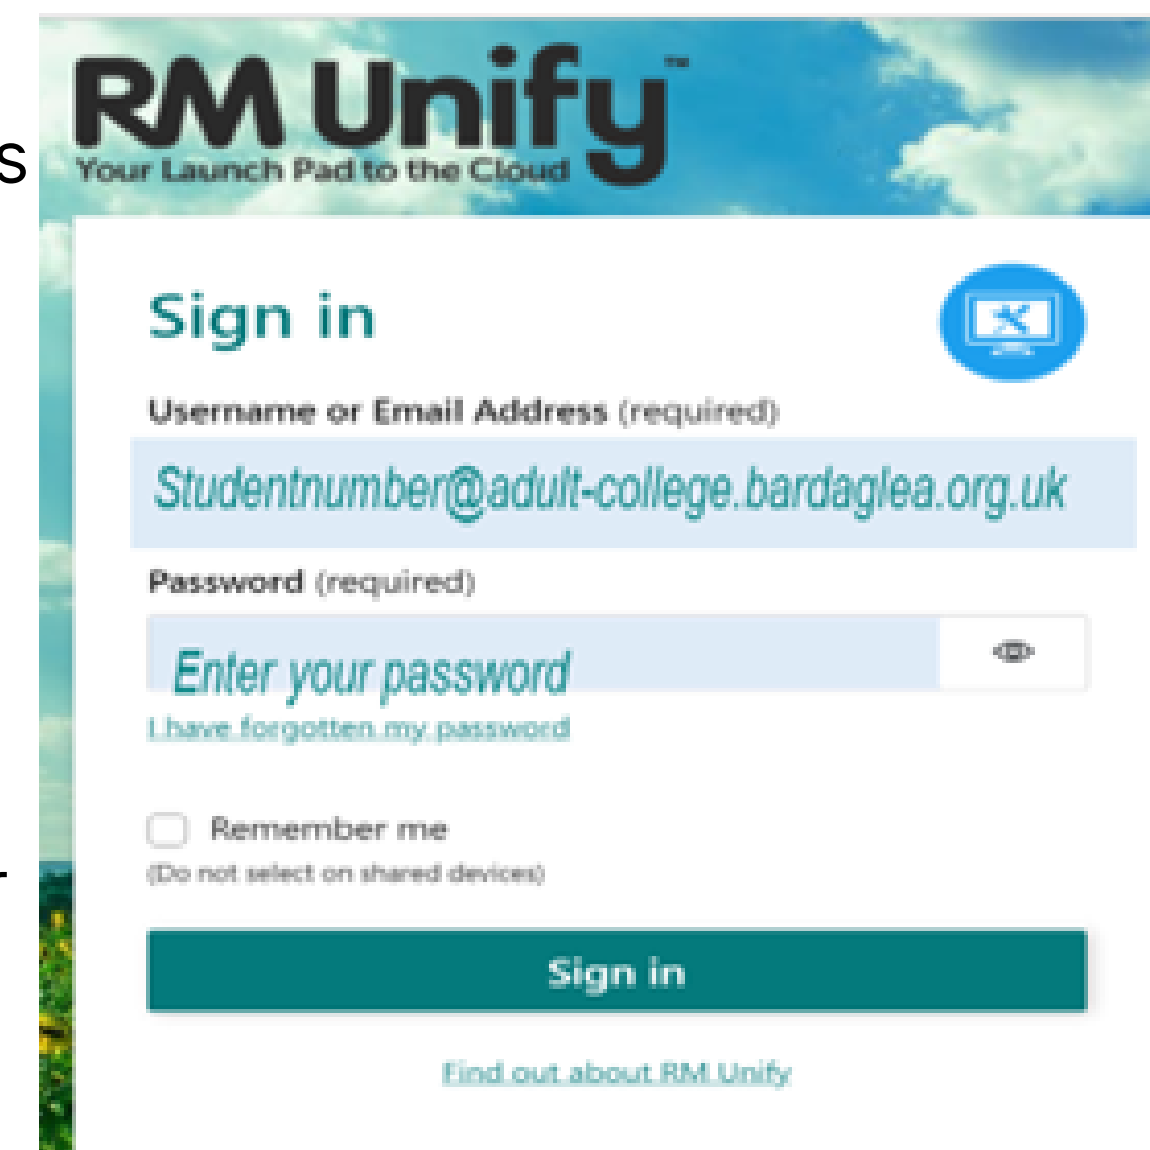 RM Unify™
s
Your Launch Pad to the Cloud
Sign in
Username or Email Address (required)
Studentnumber@adult-college.bardaglea.org.uk
Password (required)
Enter your password
I have forgotten my password
Remember me
(Do not select on shared devices)
Sign in
Find out about RM Unify